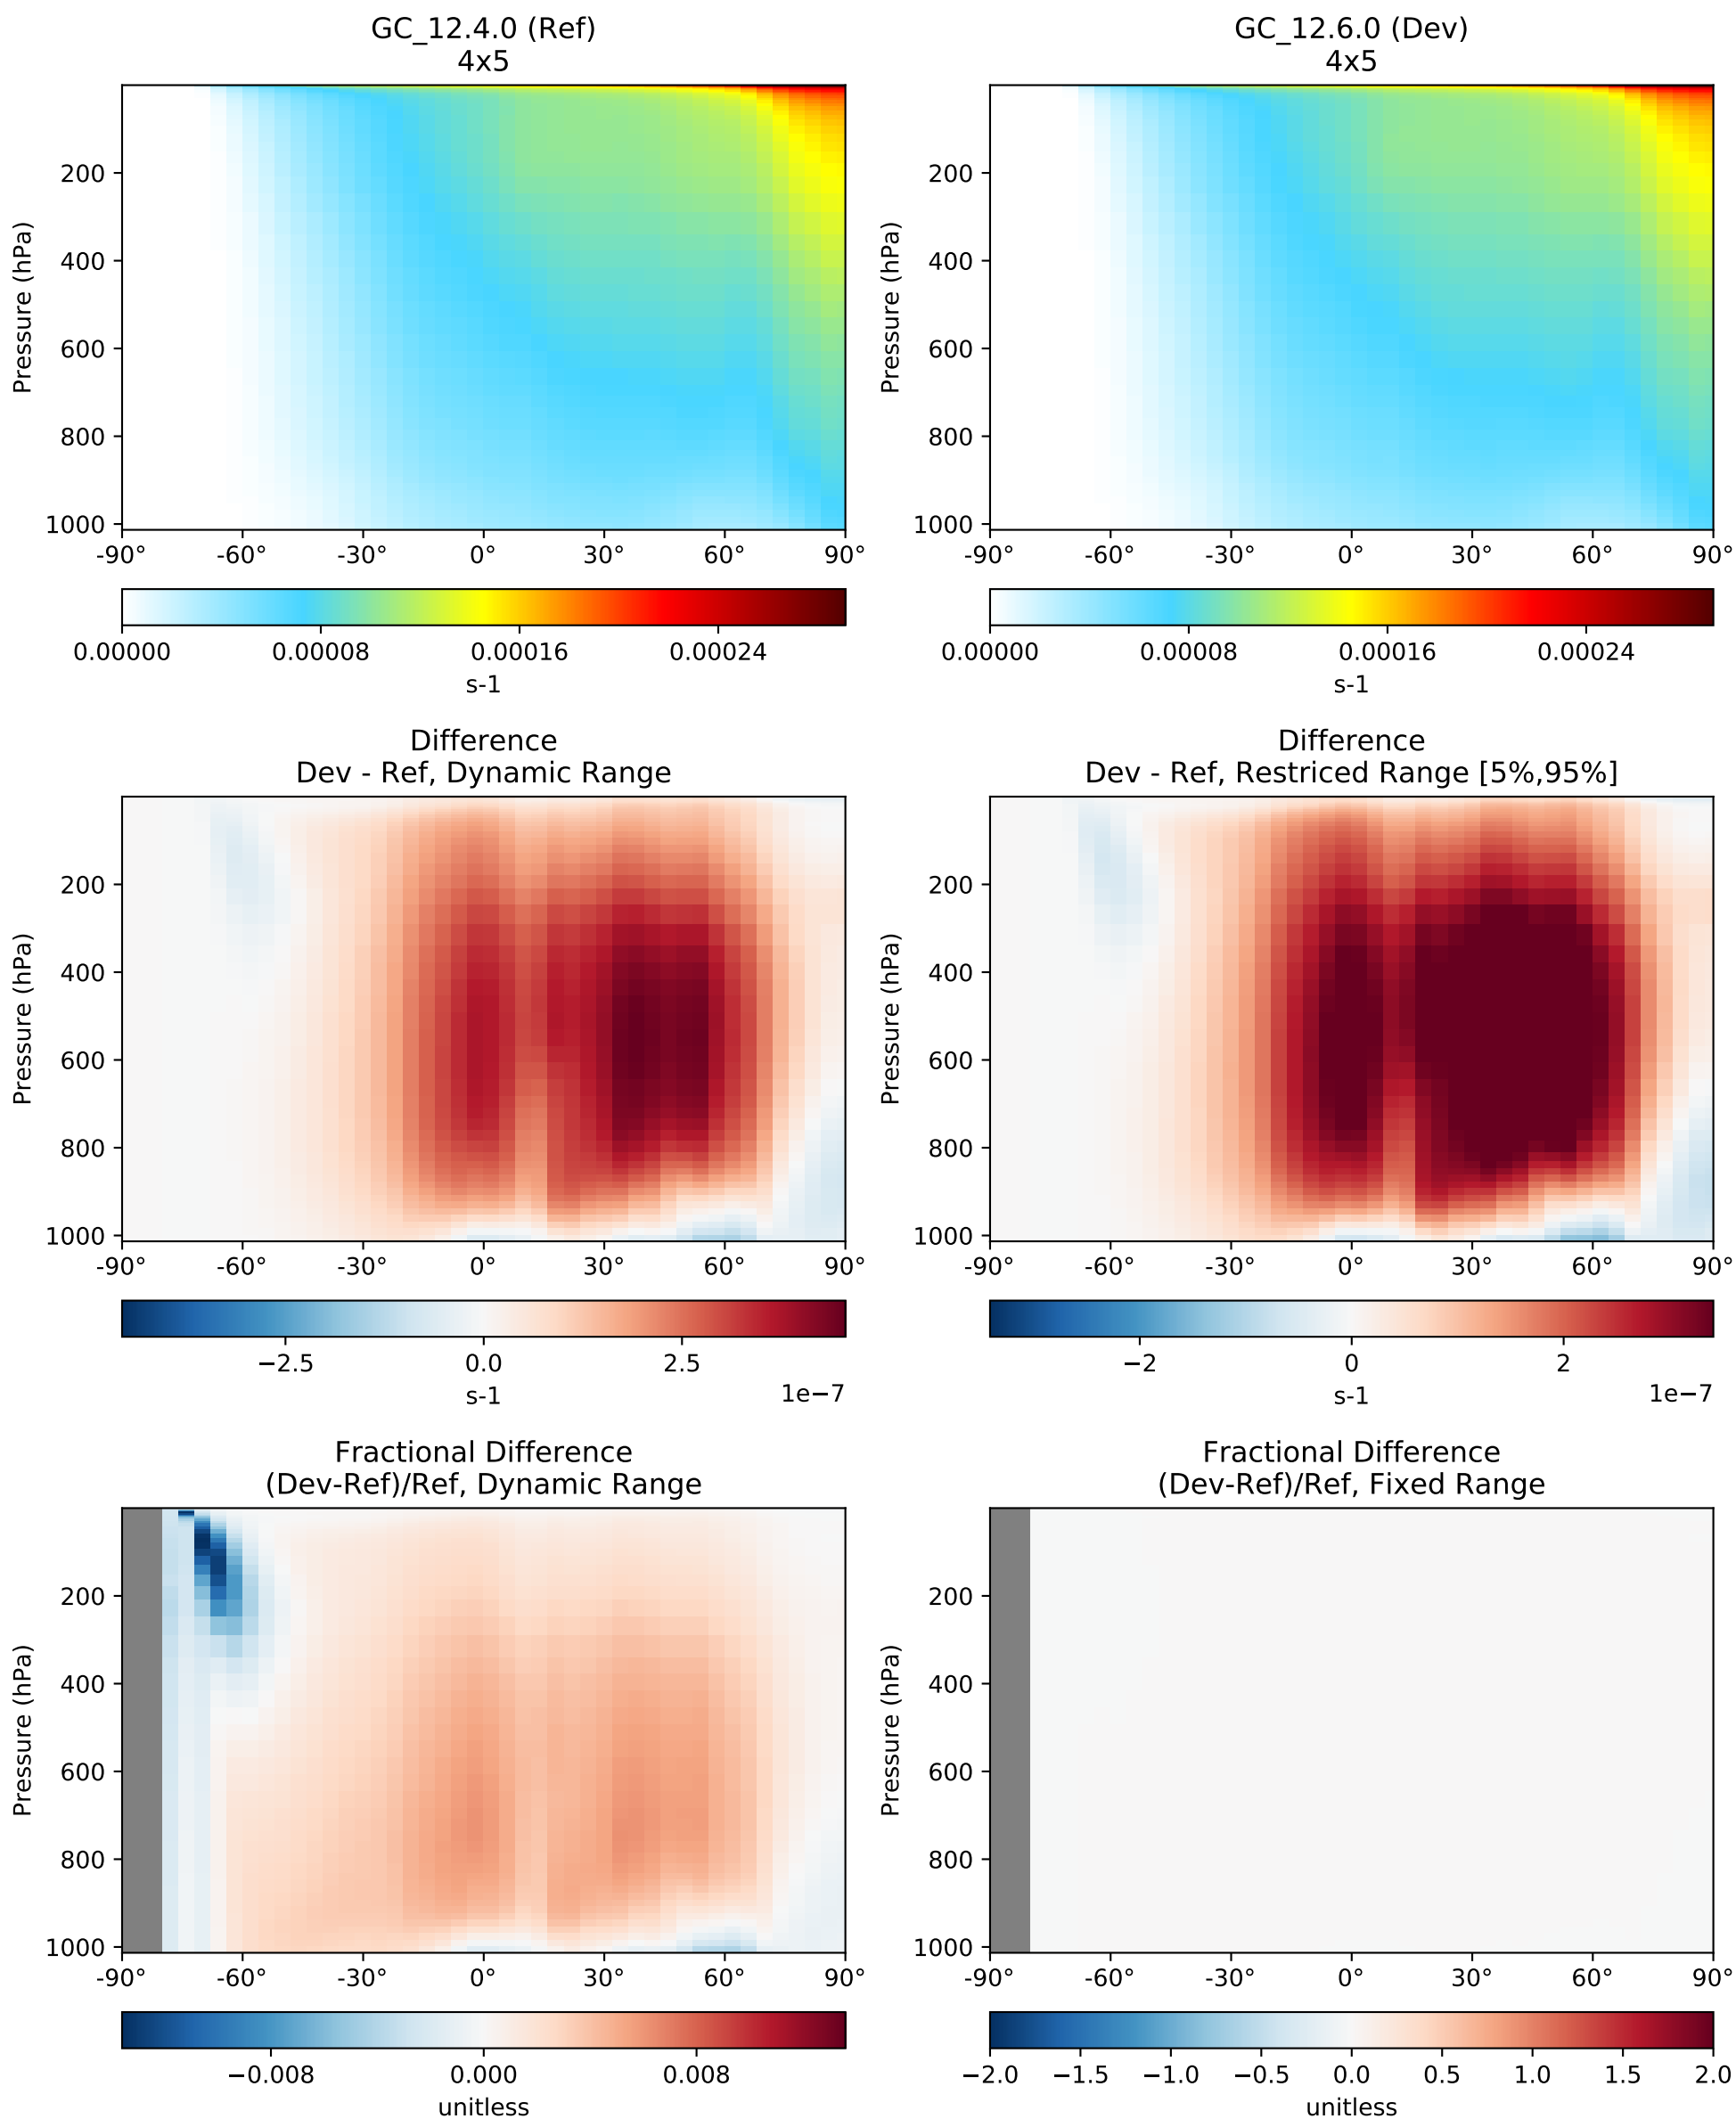 GC_12.4.0 (Ref)
4x5
GC_12.6.0 (Dev)
4x5
Pressure (hPa)
200
400
600
800
1000
-90° -60° -30° 0° 30° 60° 90°
0.00000 0.00008 0.00016 0.00024
s-1
Pressure (hPa)
200
400
600
800
1000
-90° -60° -30° 0° 30° 60° 90°
0.00000 0.00008 0.00016 0.00024
s-1
Difference
Dev - Ref, Dynamic Range
Difference
Dev - Ref, Restriced Range [5%,95%]
Pressure (hPa)
200
400
600
800
1000
-90° -60° -30° 0° 30° 60° 90°
−2.5 0.0 2.5
s-1
1e−7
Pressure (hPa)
200
400
600
800
1000
-90° -60° -30° 0° 30° 60° 90°
−2 0 2
s-1
1e−7
Fractional Difference
(Dev-Ref)/Ref, Dynamic Range
Fractional Difference
(Dev-Ref)/Ref, Fixed Range
Pressure (hPa)
200
400
600
800
1000
-90° -60° -30° 0° 30° 60° 90°
−0.008 0.000 0.008
unitless
Pressure (hPa)
200
400
600
800
1000
-90° -60° -30° 0° 30° 60° 90°
−2.0 −1.5 −1.0 −0.5 0.0 0.5 1.0 1.5 2.0
unitless